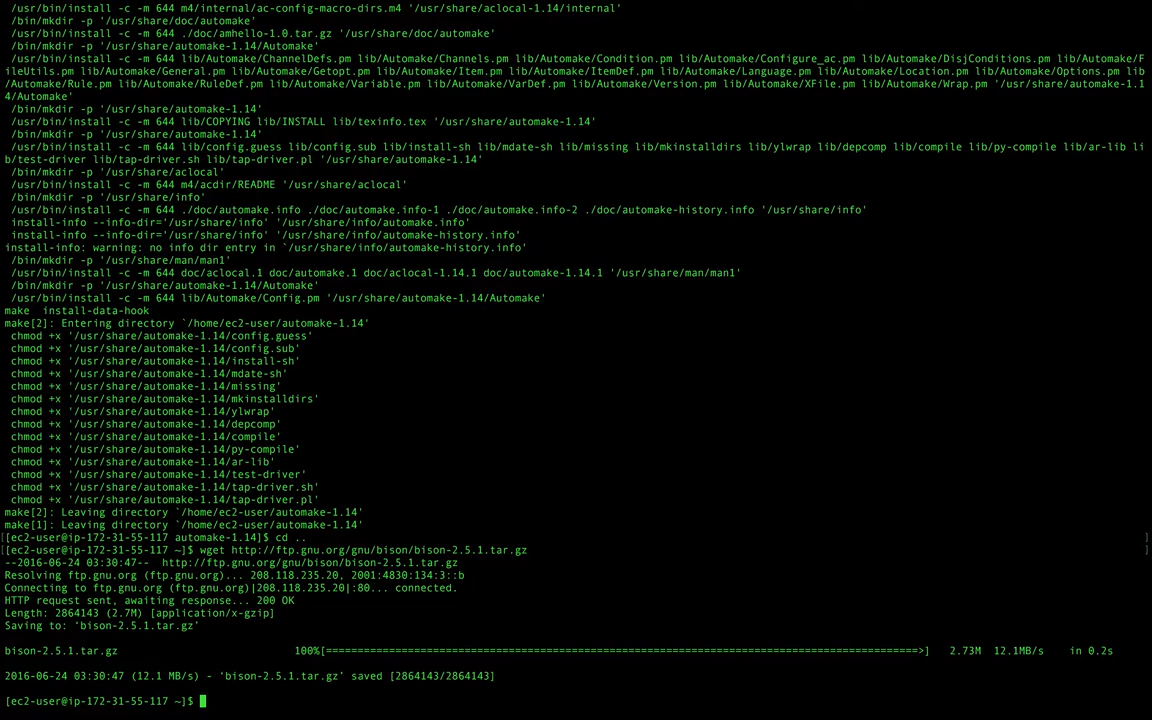 /usr/bin/install -c -m 644 m4/internal/ac-config-macro-dirs.m4 '/usr/share/aclocal-1.14/internal'
/bin/mkdir -p '/usr/share/doc/automake'
/usr/bin/install -c -m 644 ./doc/amhello-1.0.tar.gz '/usr/share/doc/automake'
/bin/mkdir -p '/usr/share/automake-1.14/Automake'
/usr/bin/install -c -m 644 lib/Automake/ChannelDefs.pm lib/Automake/Channels.pm lib/Automake/Condition.pm lib/Automake/Configure_ac.pm lib/Automake/DisjConditions.pm lib/Automake/F
ileUtils.pm lib/Automake/General.pm lib/Automake/Getopt.pm lib/Automake/Item.pm lib/Automake/ItemDef.pm lib/Automake/Language.pm lib/Automake/Location.pm lib/Automake/Options.pm lib
/Automake/Rule.pm lib/Automake/RuleDef.pm lib/Automake/Variable.pm lib/Automake/VarDef.pm lib/Automake/Version.pm lib/Automake/XFile.pm lib/Automake/Wrap.pm '/usr/share/automake-1.1
4/Automake'
/bin/mkdir -p '/usr/share/automake-1.14'
/usr/bin/install -c -m 644 lib/COPYING lib/INSTALL lib/texinfo.tex '/usr/share/automake-1.14'
/bin/mkdir -p '/usr/share/automake-1.14'
/usr/bin/install -c -m 644 lib/config.guess lib/config.sub lib/install-sh lib/mdate-sh lib/missing lib/mkinstalldirs lib/ylwrap lib/depcomp lib/compile lib/py-compile lib/ar-lib li
b/test-driver lib/tap-driver.sh lib/tap-driver.pl '/usr/share/automake-1.14'
/bin/mkdir -p '/usr/share/aclocal'
/usr/bin/install -c -m 644 m4/acdir/README '/usr/share/aclocal'
/bin/mkdir -p '/usr/share/info'
/usr/bin/install -c -m 644 ./doc/automake.info ./doc/automake.info-1 ./doc/automake.info-2 ./doc/automake-history.info '/usr/share/info'
install-info --info-dir='/usr/share/info' '/usr/share/info/automake.info'
install-info --info-dir='/usr/share/info' '/usr/share/info/automake-history.info'
install-info: warning: no info dir entry in `/usr/share/info/automake-history.info'
/bin/mkdir -p '/usr/share/man/man1'
/usr/bin/install -c -m 644 doc/aclocal.1 doc/automake.1 doc/aclocal-1.14.1 doc/automake-1.14.1 '/usr/share/man/man1'
/bin/mkdir -p '/usr/share/automake-1.14/Automake'
/usr/bin/install -c -m 644 lib/Automake/Config.pm '/usr/share/automake-1.14/Automake'
make  install-data-hook
make[2]: Entering directory `/home/ec2-user/automake-1.14'
chmod +x '/usr/share/automake-1.14/config.guess'
chmod +x '/usr/share/automake-1.14/config.sub'
chmod +x '/usr/share/automake-1.14/install-sh'
chmod +x '/usr/share/automake-1.14/mdate-sh'
chmod +x '/usr/share/automake-1.14/missing'
chmod +x '/usr/share/automake-1.14/mkinstalldirs'
chmod +x '/usr/share/automake-1.14/ylwrap'
chmod +x '/usr/share/automake-1.14/depcomp'
chmod +x '/usr/share/automake-1.14/compile'
chmod +x '/usr/share/automake-1.14/py-compile'
chmod +x '/usr/share/automake-1.14/ar-lib'
chmod +x '/usr/share/automake-1.14/test-driver'
chmod +x '/usr/share/automake-1.14/tap-driver.sh'
chmod +x '/usr/share/automake-1.14/tap-driver.pl'
make[2]: Leaving directory `/home/ec2-user/automake-1.14'
make[1]: Leaving directory `/home/ec2-user/automake-1.14'
[[ec2-user@ip-172-31-55-117 automake-1.14]$ cd .. ]
[[ec2-user@ip-172-31-55-117 ~]$ wget http://ftp.gnu.org/gnu/bison/bison-2.5.1.tar.gz ]
--2016-06-24 03:30:47--  http://ftp.gnu.org/gnu/bison/bison-2.5.1.tar.gz
Resolving ftp.gnu.org (ftp.gnu.org)... 208.118.235.20, 2001:4830:134:3::b
Connecting to ftp.gnu.org (ftp.gnu.org)|208.118.235.20|:80... connected.
HTTP request sent, awaiting response... 200 OK
Length: 2864143 (2.7M) [application/x-gzip]
Saving to: ‘bison-2.5.1.tar.gz’
bison-2.5.1.tar.gz 100%[==============================================================================================>] 2.73M 12.1MB/s in 0.2s
2016-06-24 03:30:47 (12.1 MB/s) - ‘bison-2.5.1.tar.gz’ saved [2864143/2864143]
[ec2-user@ip-172-31-55-117 ~]$